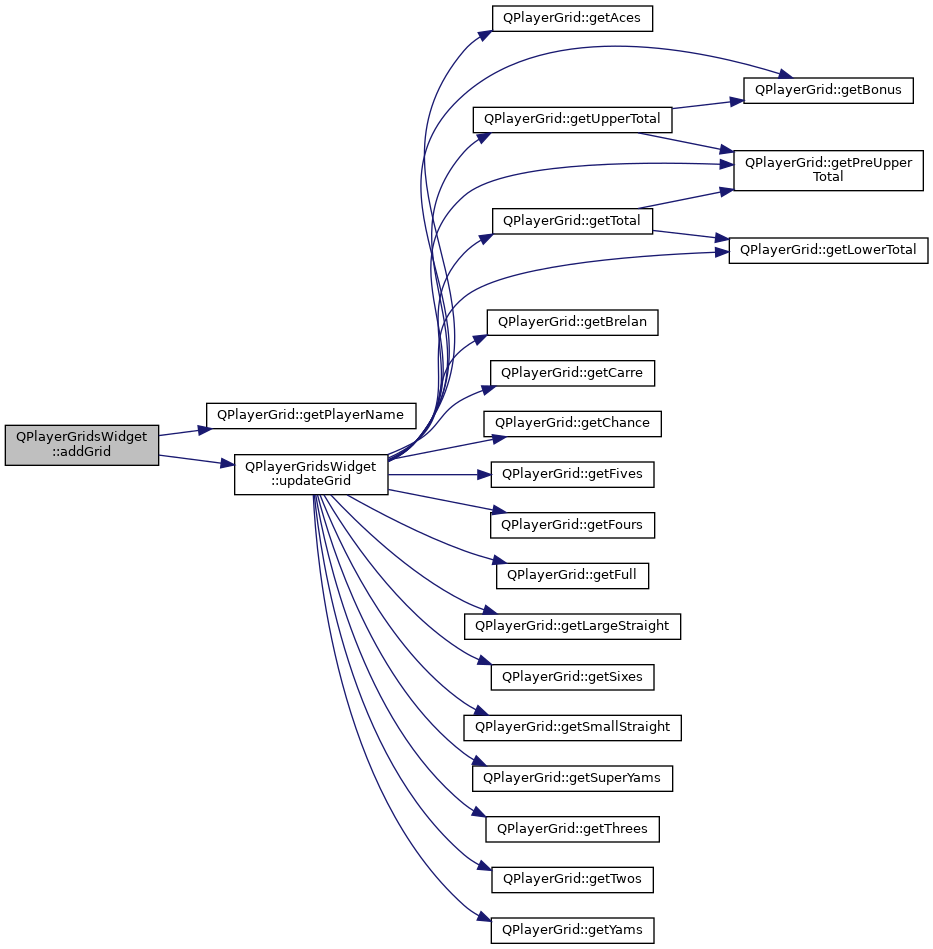 QPlayerGrid::getAces
QPlayerGrid::getBonus
QPlayerGrid::getUpperTotal
QPlayerGrid::getPreUpper
Total
QPlayerGrid::getTotal
QPlayerGrid::getLowerTotal
QPlayerGrid::getBrelan
QPlayerGrid::getCarre
QPlayerGrid::getPlayerName
QPlayerGrid::getChance
QPlayerGridsWidget
::addGrid
QPlayerGridsWidget
::updateGrid
QPlayerGrid::getFives
QPlayerGrid::getFours
QPlayerGrid::getFull
QPlayerGrid::getLargeStraight
QPlayerGrid::getSixes
QPlayerGrid::getSmallStraight
QPlayerGrid::getSuperYams
QPlayerGrid::getThrees
QPlayerGrid::getTwos
QPlayerGrid::getYams